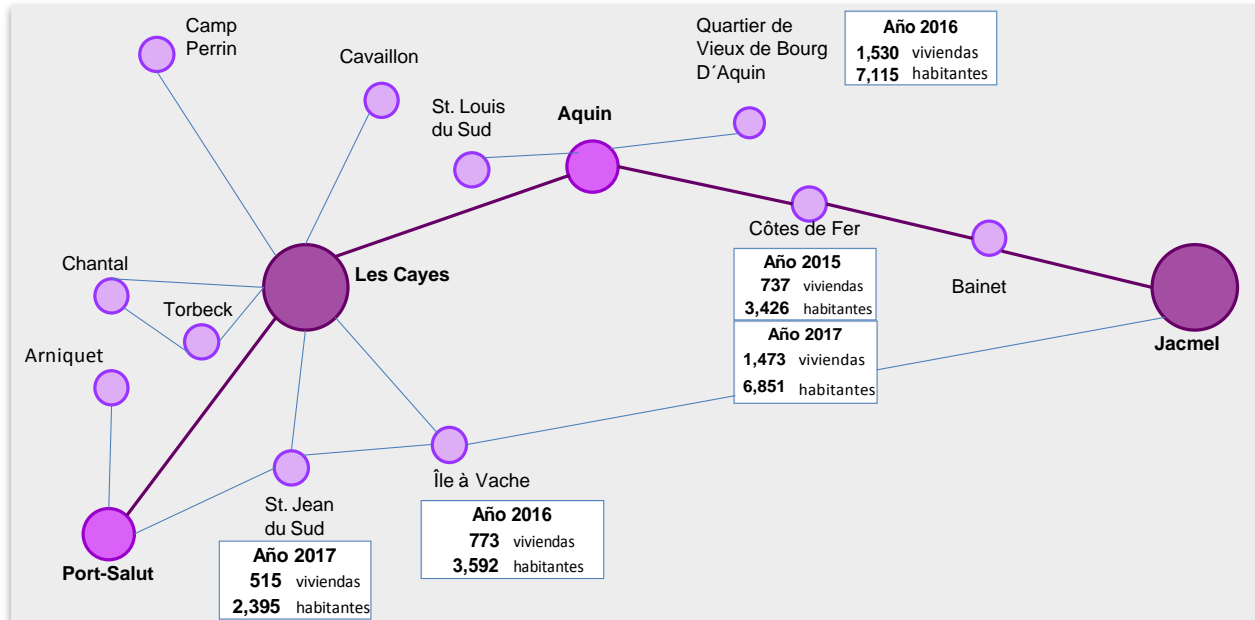 Camp
Perrin
Cavaillon
Quartier de
Vieux de Bourg
D´Aquin
Año 2016
1,530 viviendas
7,115 habitantes
St. Louis
du Sud
Aquin
Côtes de Fer
Año 2015
737 viviendas
3,426 habitantes
Año 2017
1,473 viviendas
6,851 habitantes
Bainet
Jacmel
Les Cayes
Chantal
Torbeck
Arniquet
Port-Salut
St. Jean
du Sud
Año 2017
515 viviendas
2,395 habitantes
Île à Vache
Año 2016
773 viviendas
3,592 habitantes